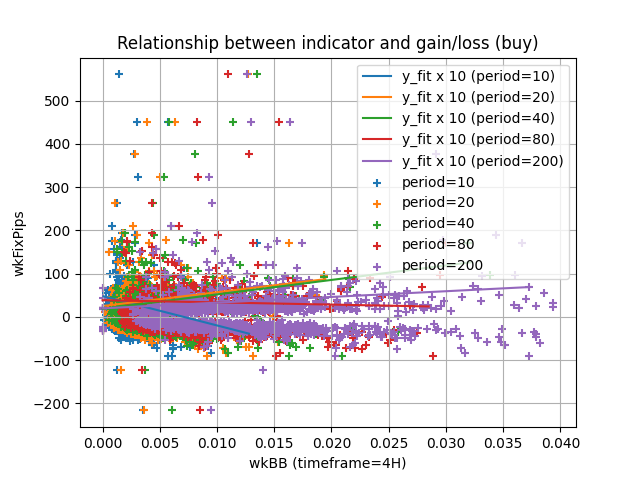 Relationship between indicator and gain/loss (buy)
wkFixPips
500
400
300
200
100
0
−100
−200
y_fit x 10 (period=10)
y_fit x 10 (period=20)
y_fit x 10 (period=40)
y_fit x 10 (period=80)
y_fit x 10 (period=200)
period=10
period=20
period=40
period=80
period=200
0.000 0.005 0.010 0.015 0.020 0.025 0.030 0.035 0.040
wkBB (timeframe=4H)